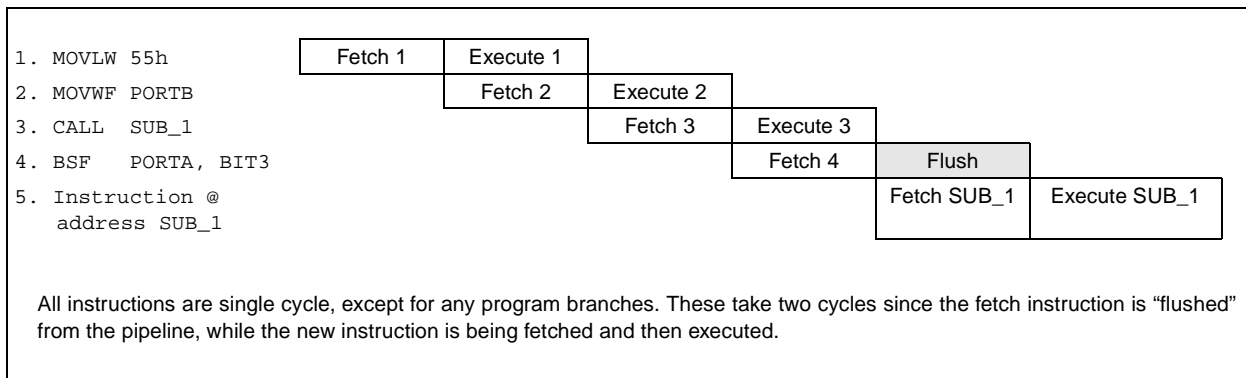 1. MOVLW 55h Fetch 1 Execute 1
2. MOVWF PORTB Fetch 2 Execute 2
3. CALL SUB_1 Fetch 3 Execute 3
4. BSF PORTA, BIT3 Fetch 4 Flush
5. Instruction @ Fetch SUB_1 Execute SUB_1
address SUB_1
All instructions are single cycle, except for any program branches. These take two cycles since the fetch instruction is “flushed”
from the pipeline, while the new instruction is being fetched and then executed.